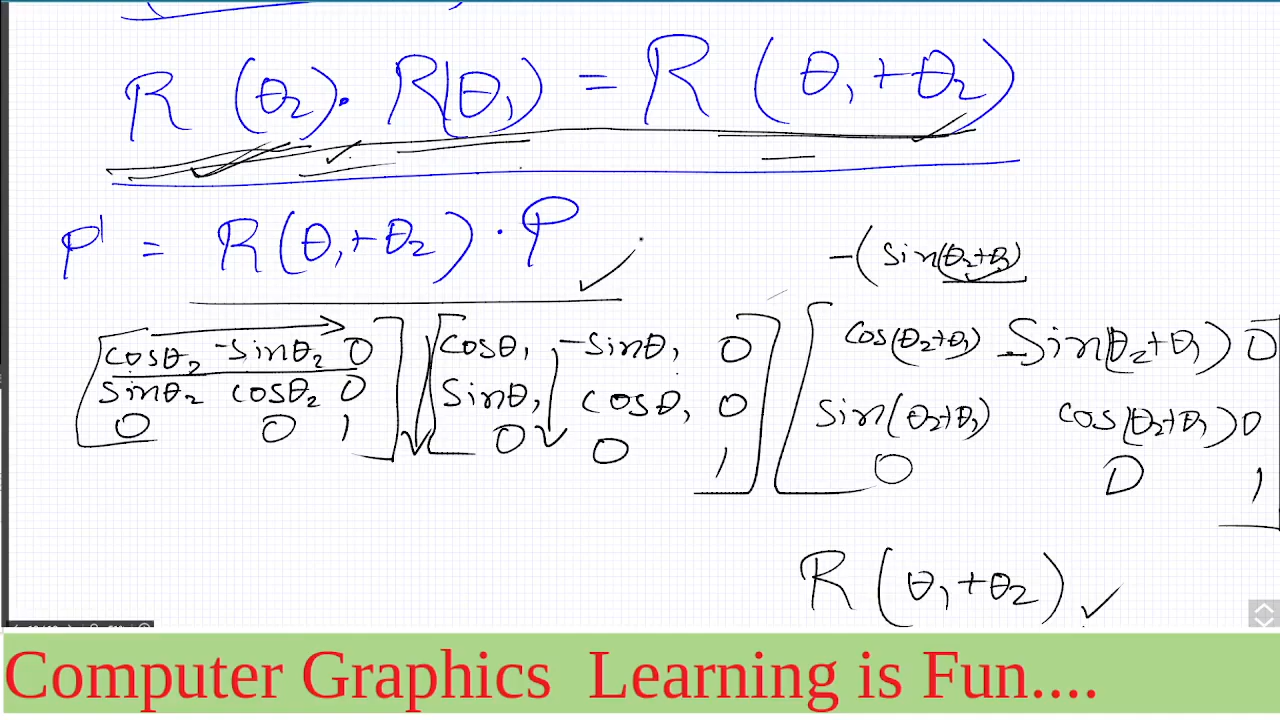 R (θ₂). R(θ₁) = R (θ₁+θ₂)
P' = R(θ₁+θ₂) . P
-(Sin(θ₂+θ₁)
cosθ₂ -sinθ₂ 0 cosθ₁ -sinθ₁ 0 cos(θ₂+θ₁) -Sin(θ₂+θ₁) 0
sinθ₂ cosθ₂ 0 Sinθ₁ cosθ₁ 0 Sin(θ₂+θ₁) cos(θ₂+θ₁) 0
0 0 1 0 0 1 0 0 1
R (θ₁+θ₂)
Computer Graphics Learning is Fun....